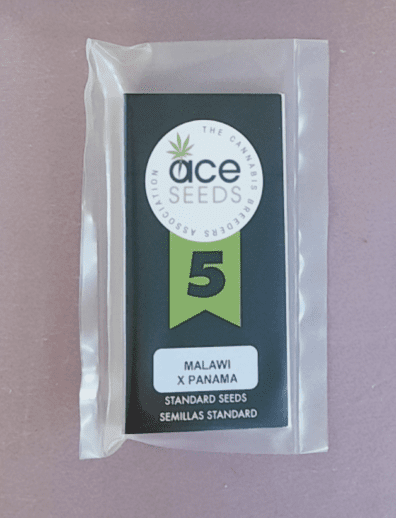 THE CANNABIS BREEDERS ASSOCIATION
ace
SEEDS
5
MALAWI
X PANAMA
STANDARD SEEDS
SEMILLAS STANDARD